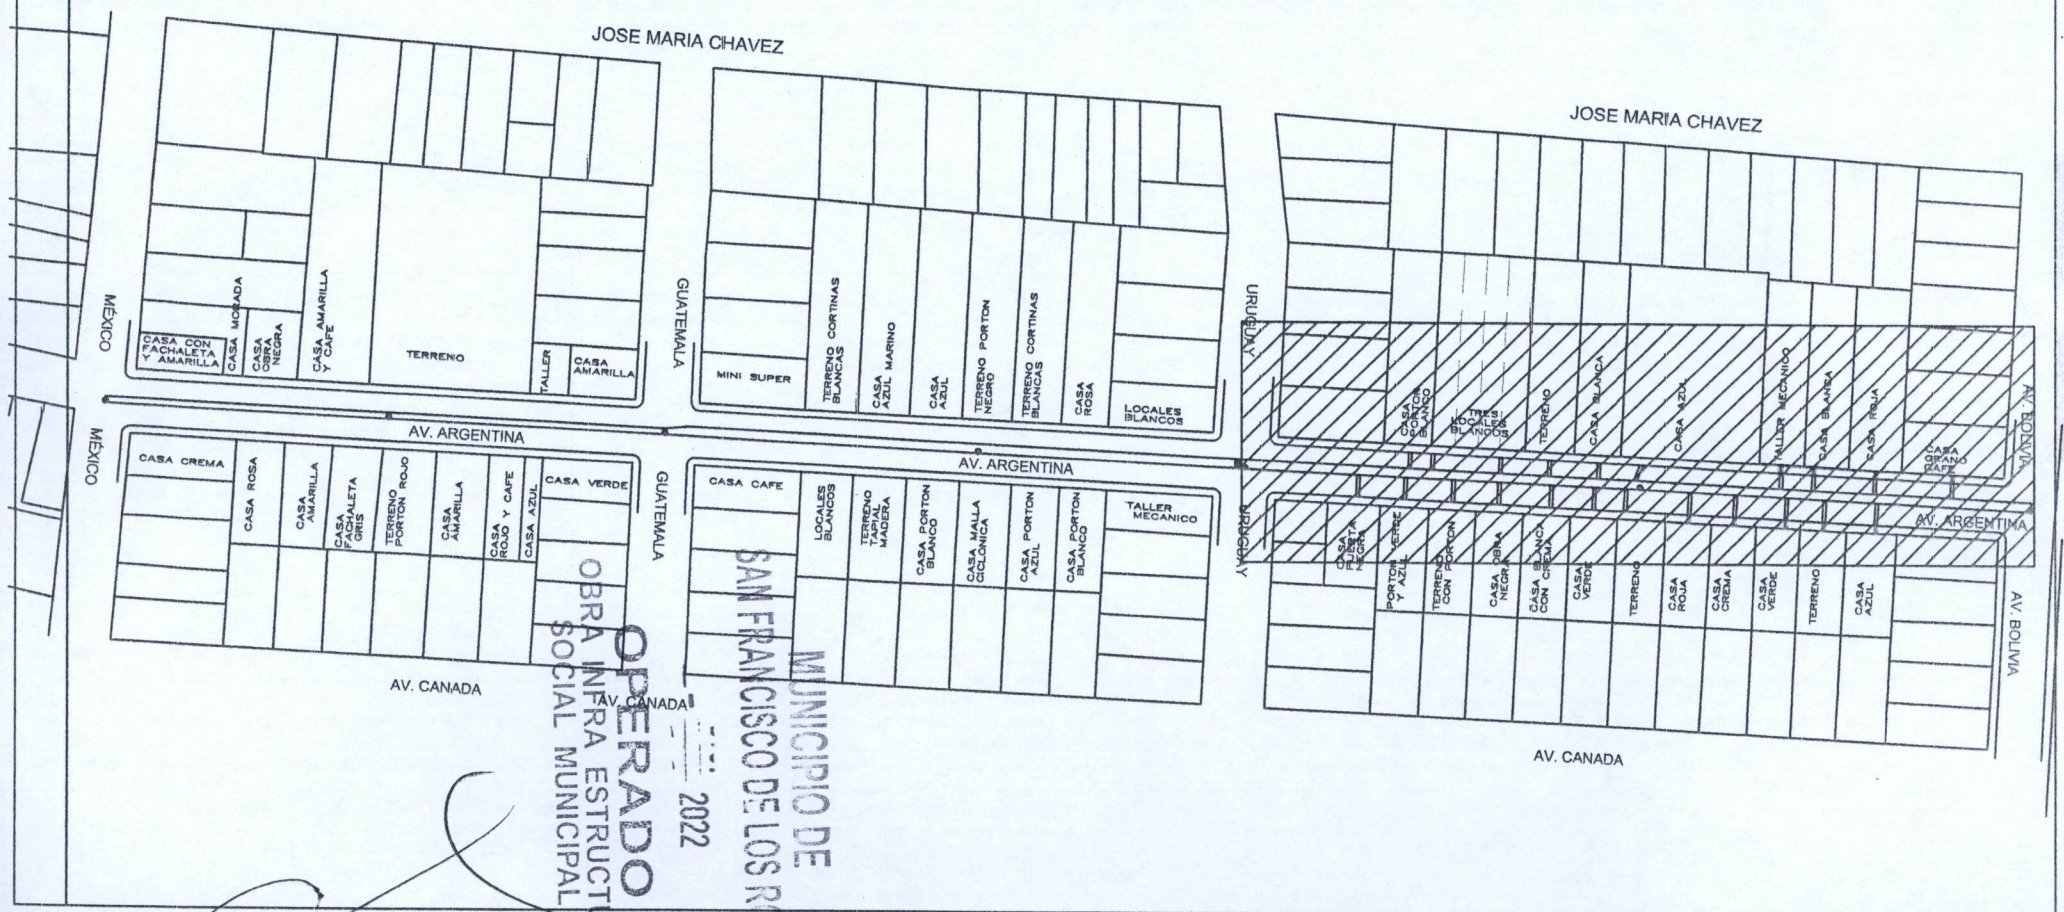 JOSE MARIA CHAVEZ
JOSE MARIA CHAVEZ
MÉXICO
GUATEMALA
URUGUAY
AV. BOLIVIA
CASA CON
FACHALETA
Y AMARILLA
CASA MORADA
CASA
OBRA
NEGRA
CASA AMARILLA
Y CAFE
TERRENO
TALLER
CASA
AMARILLA
MINI SUPER
TERRENO CORTINAS
BLANCAS
CASA
AZUL MARINO
CASA
AZUL
TERRENO PORTON
NEGRO
TERRENO CORTINAS
BLANCAS
CASA
ROSA
LOCALES
BLANCOS
CASA
PORTON
BLANCO
TRES
LOCALES
BLANCOS
TERRENO
CASA BLANCA
CASA AZUL
TALLER MECANICO
CASA BLANCA
CASA ROJA
CASA
GRANO
CAFE
AV. ARGENTINA
AV. ARGENTINA
AV. ARGENTINA
MÉXICO
GUATEMALA
URUGUAY
AV. BOLIVIA
CASA CREMA
CASA ROSA
CASA
AMARILLA
CASA
FACHALETA
GRIS
TERRENO
PORTON ROJO
CASA
AMARILLA
CASA
ROJO Y CAFE
CASA AZUL
CASA VERDE
CASA CAFE
LOCALES
BLANCOS
TERRENO
TAPIAL
MADERA
CASA PORTON
BLANCO
CASA MALLA
CICLONICA
CASA PORTON
AZUL
CASA PORTON
BLANCO
TALLER
MECANICO
CASA
PUERTA
NEGRA
PORTON VERDE
Y AZUL
TERRENO
CON PORTON
CASA OBRA
NEGRA
CASA BLANCA
CON CREMA
CASA
VERDE
TERRENO
CASA
ROJA
CASA
CREMA
CASA
VERDE
TERRENO
CASA
AZUL
AV. CANADA
AV. CANADA
AV. CANADA
MUNICIPIO DE
SAN FRANCISCO DE LOS RO
2022
OPERADO
OBRA INFRA ESTRUCT
SOCIAL MUNICIPAL